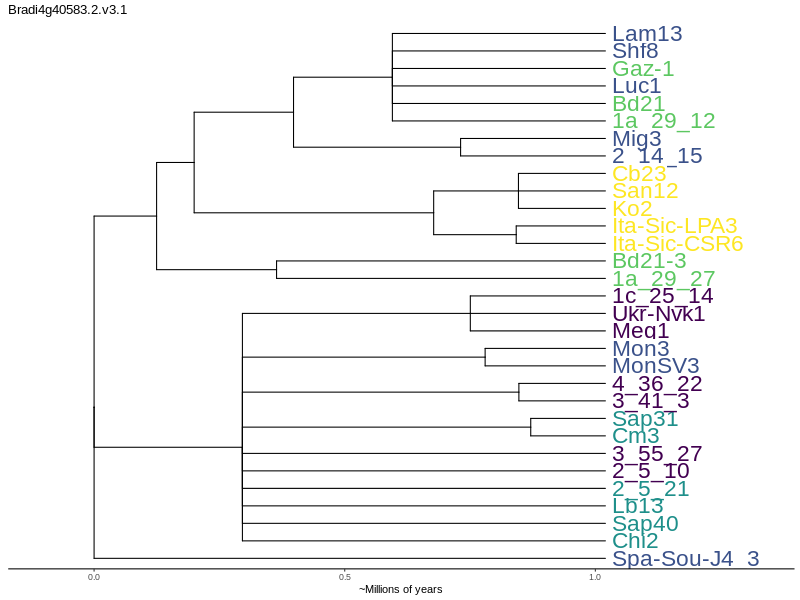 Bradi4g40583.2.v3.1
Lam13
Shf8
Gaz-1
Luc1
Bd21
1a_29_12
Mig3
2_14_15
Cb23
San12
Ko2
Ita-Sic-LPA3
Ita-Sic-CSR6
Bd21-3
1a_29_27
1c_25_14
Ukr-Nvk1
Meg1
Mon3
MonSV3
4_36_22
3_41_3
Sap31
Cm3
3_55_27
2_5_10
2_5_21
Lb13
Sap40
Chi2
Spa-Sou-J4_3
0.0 0.5 1.0
~Millions of years